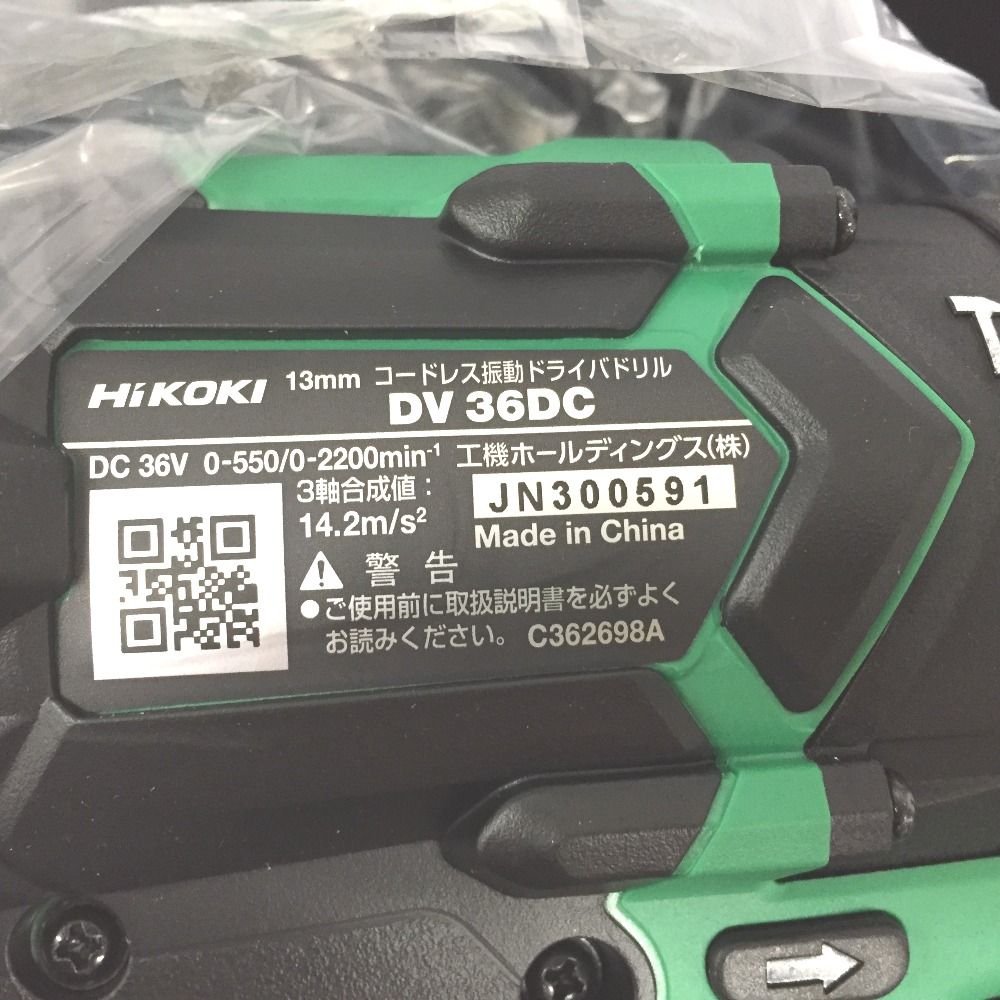 HiKOKI 13mm コードレス振動ドライバドリル
DV 36DC
DC 36V 0-550/0-2200min⁻¹ 工機ホールディングス(株)
3軸合成値:
14.2m/s²
JN300591
Made in China
警告
●ご使用前に取扱説明書を必ずよく
お読みください。 C362698A